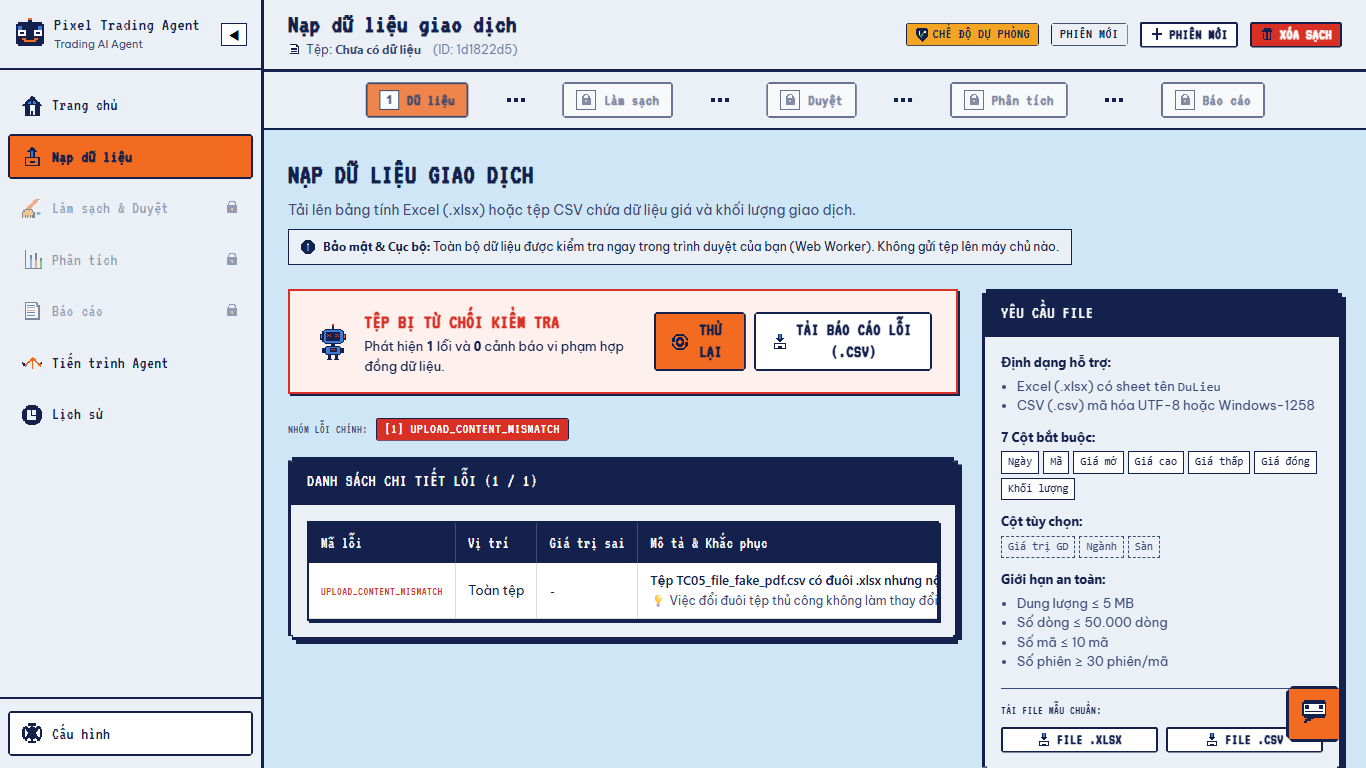 Pixel Trading Agent
Trading AI Agent
Trang chủ
Nạp dữ liệu
Làm sạch & Duyệt
Phân tích
Báo cáo
Tiến trình Agent
Lịch sử
Cấu hình
Nạp dữ liệu giao dịch
Tệp: Chưa có dữ liệu (ID: 1d1822d5)
CHẾ ĐỘ DỰ PHÒNG
PHIÊN MỚI
PHIÊN MỚI
XÓA SẠCH
1 Dữ liệu
Làm sạch
Duyệt
Phân tích
Báo cáo
NẠP DỮ LIỆU GIAO DỊCH
Tải lên bảng tính Excel (.xlsx) hoặc tệp CSV chứa dữ liệu giá và khối lượng giao dịch.
Bảo mật & Cục bộ: Toàn bộ dữ liệu được kiểm tra ngay trong trình duyệt của bạn (Web Worker). Không gửi tệp lên máy chủ nào.
TỆP BỊ TỪ CHỐI KIỂM TRA
Phát hiện 1 lỗi và 0 cảnh báo vi phạm hợp
đồng dữ liệu.
THỬ
LẠI
TẢI BÁO CÁO LỖI
(.CSV)
NHÓM LỖI CHÍNH:
[1] UPLOAD_CONTENT_MISMATCH
DANH SÁCH CHI TIẾT LỖI (1 / 1)
Mã lỗi
Vị trí
Giá trị sai
Mô tả & Khắc phục
UPLOAD_CONTENT_MISMATCH
Toàn tệp
-
Tệp TC05_file_fake_pdf.csv có đuôi .xlsx nhưng
Việc đổi đuôi tệp thủ công không làm thay đổi
YÊU CẦU FILE
Định dạng hỗ trợ:
Excel (.xlsx) có sheet tên DuLieu
CSV (.csv) mã hóa UTF-8 hoặc Windows-1258
7 Cột bắt buộc:
Ngày
Mã
Giá mở
Giá cao
Giá thấp
Giá đóng
Khối lượng
Cột tùy chọn:
Giá trị GD
Ngành
Sàn
Giới hạn an toàn:
Dung lượng ≤ 5 MB
Số dòng ≤ 50.000 dòng
Số mã ≤ 10 mã
Số phiên ≥ 30 phiên/mã
TẢI FILE MẪU CHUẨN:
FILE .XLSX
FILE .CSV